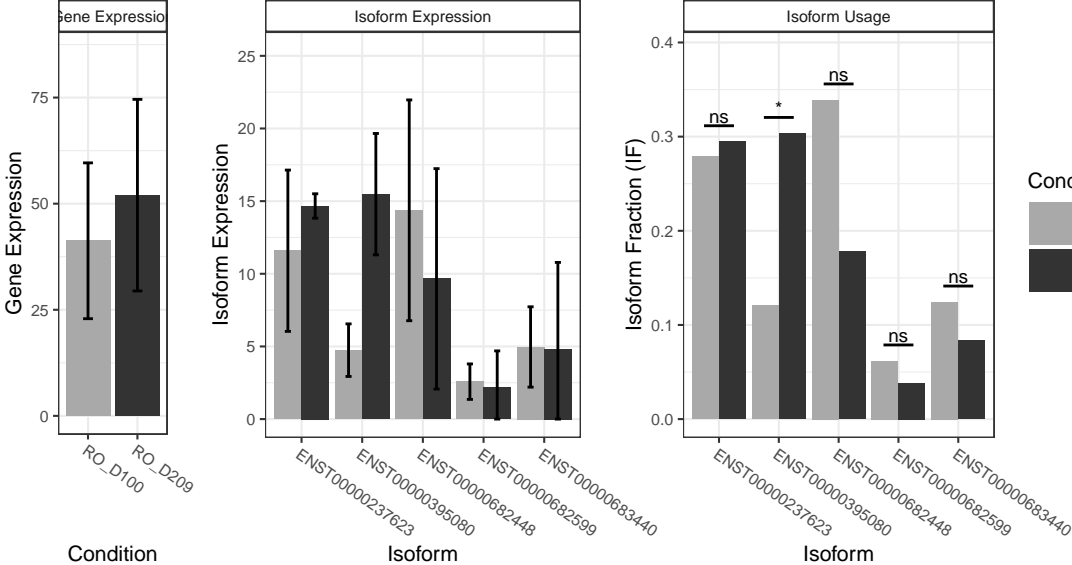 Gene Expression
Isoform Expression
Isoform Usage
Gene Expression
75
50
25
0
RO_D100
RO_D209
Condition
Isoform Expression
25
20
15
10
5
0
ENST00000237623
ENST00000395080
ENST00000682448
ENST00000682599
ENST00000683440
Isoform
Isoform Fraction (IF)
0.4
0.3
0.2
0.1
0.0
ns
*
ns
ns
ns
ENST00000237623
ENST00000395080
ENST00000682448
ENST00000682599
ENST00000683440
Isoform
Cond